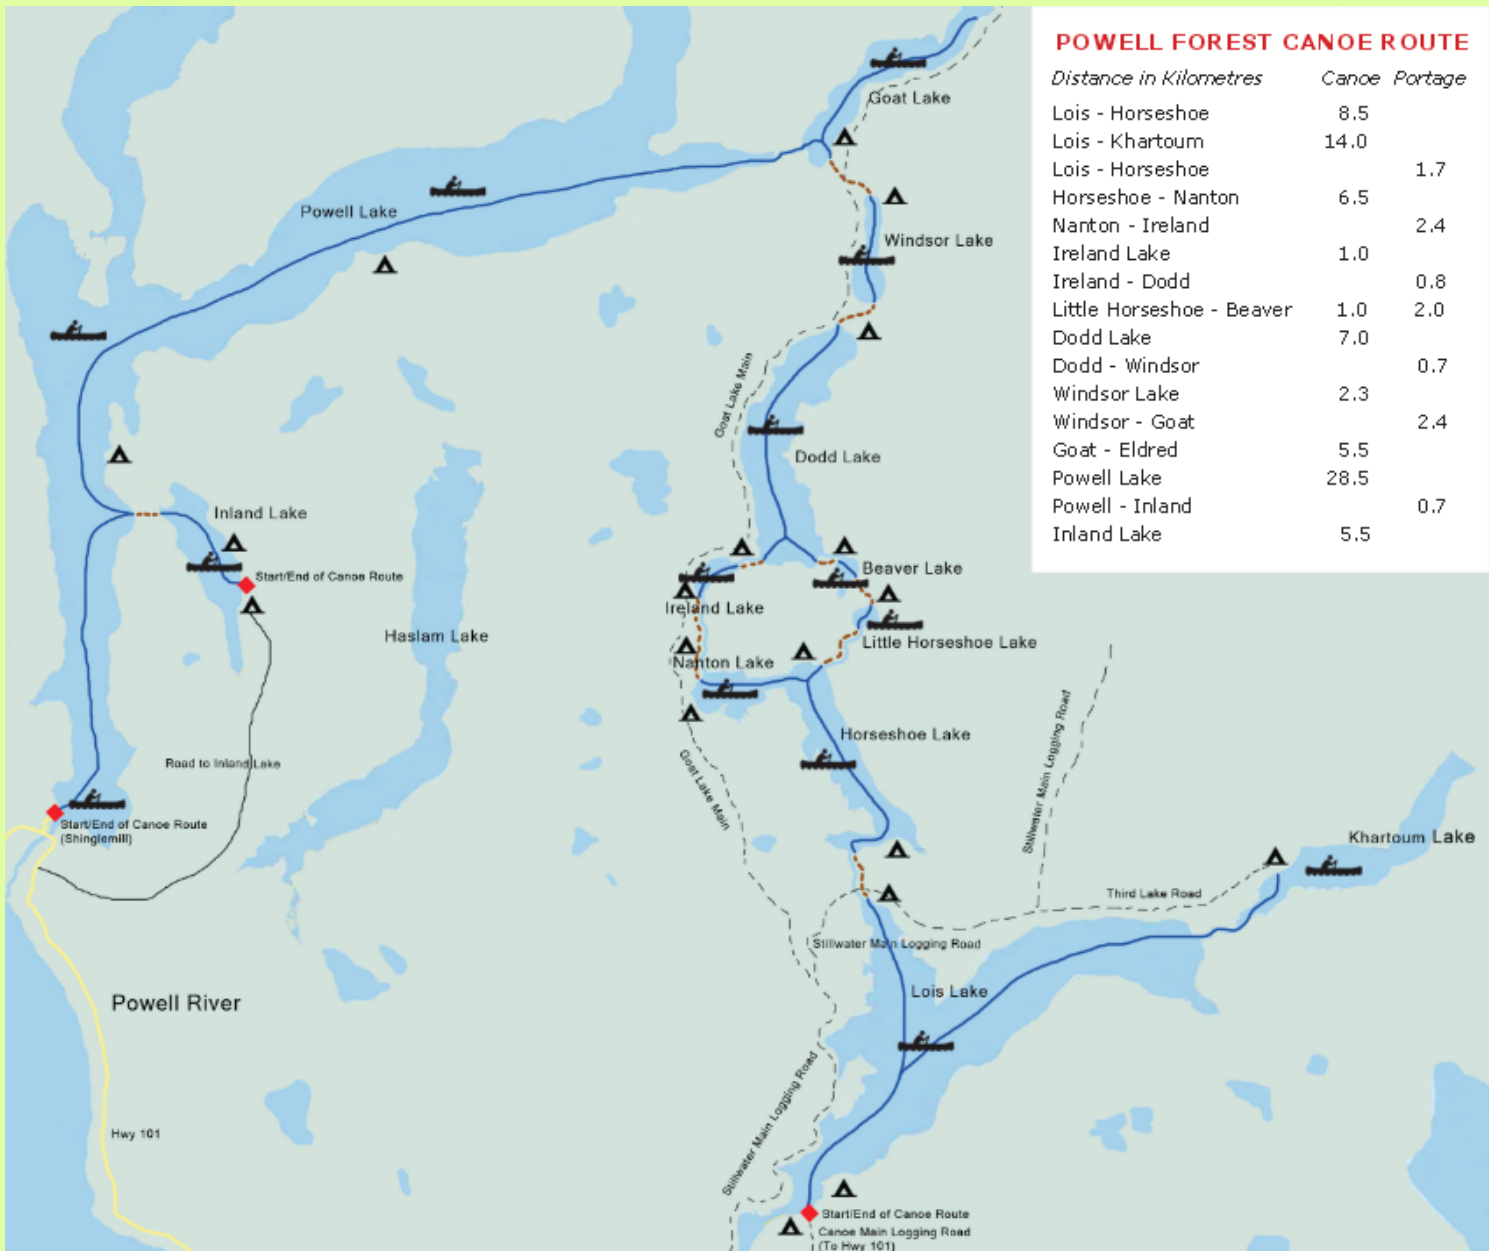 POWELL FOREST CANOE ROUTE
Distance in Kilometres Canoe Portage
Lois - Horseshoe 8.5
Lois - Khartoum 14.0
Lois - Horseshoe 1.7
Horseshoe - Nanton 6.5
Nanton - Ireland 2.4
Ireland Lake 1.0
Ireland - Dodd 0.8
Little Horseshoe - Beaver 1.0 2.0
Dodd Lake 7.0
Dodd - Windsor 0.7
Windsor Lake 2.3
Windsor - Goat 2.4
Goat - Eldred 5.5
Powell Lake 28.5
Powell - Inland 0.7
Inland Lake 5.5
Goat Lake
Powell Lake
Windsor Lake
Goat Lake Main
Dodd Lake
Inland Lake
Start/End of Canoe Route
Beaver Lake
Ireland Lake
Haslam Lake
Little Horseshoe Lake
Nanton Lake
Horseshoe Lake
Road to Inland Lake
Goat Lake Main
Stillwater Main Logging Road
Start/End of Canoe Route
(Shinglemill)
Khartoum Lake
Third Lake Road
Stillwater Main Logging Road
Lois Lake
Powell River
Stillwater Main Logging Road
Hwy 101
Start/End of Canoe Route
Canoe Main Logging Road
(To Hwy 101)